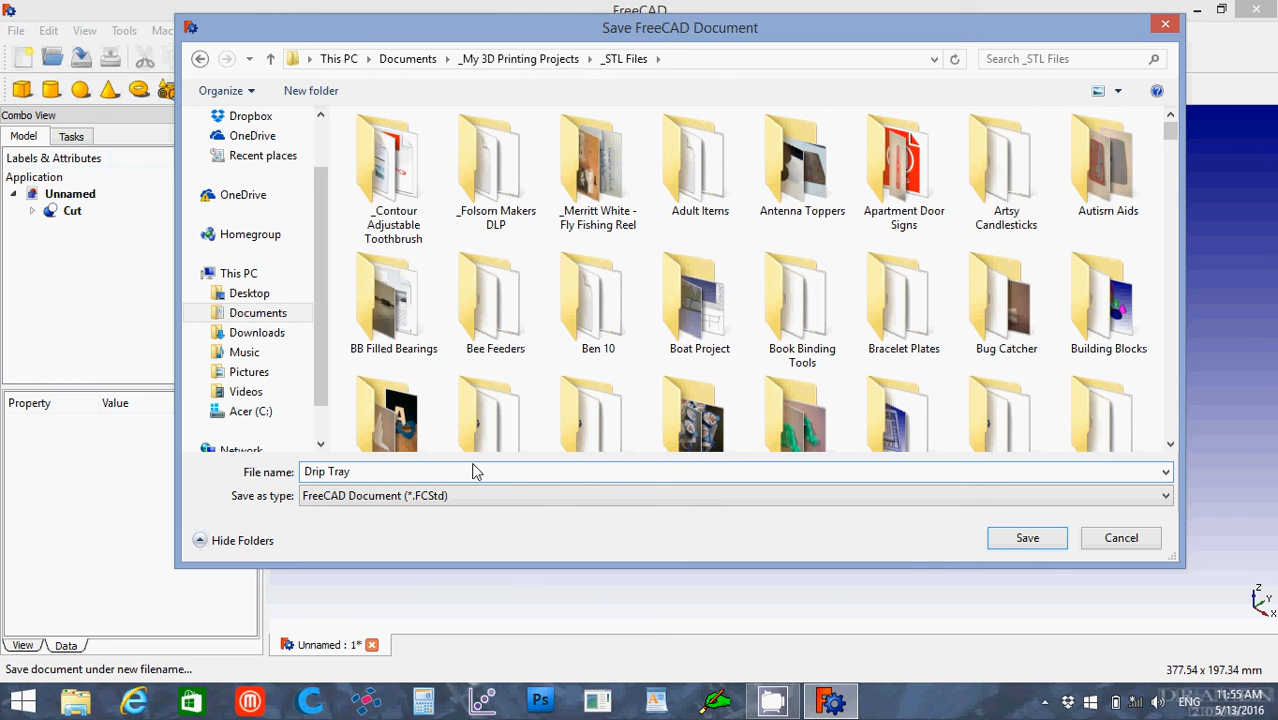 FreeCAD
File Edit View Tools Mac
Save FreeCAD Document
This PC Documents _My 3D Printing Projects _STL Files
Search _STL Files
Organize New folder
Combo View
Model Tasks
Labels & Attributes
Application
Unnamed
Cut
Property Value
Dropbox
OneDrive
Recent places
OneDrive
Homegroup
This PC
Desktop
Documents
Downloads
Music
Pictures
Videos
Acer (C:)
Network
_Contour
Adjustable
Toothbrush
_Folsom Makers
DLP
_Merritt White -
Fly Fishing Reel
Adult Items
Antenna Toppers
Apartment Door
Signs
Artsy
Candlesticks
Autism Aids
BB Filled Bearings
Bee Feeders
Ben 10
Boat Project
Book Binding
Tools
Bracelet Plates
Bug Catcher
Building Blocks
File name: Drip Tray
Save as type: FreeCAD Document (*.FCStd)
Hide Folders
Save Cancel
Z
Y
X
View Data
Unnamed : 1*
Save document under new filename...
377.54 x 197.34 mm
Ps
ENG
11:55 AM
5/13/2016